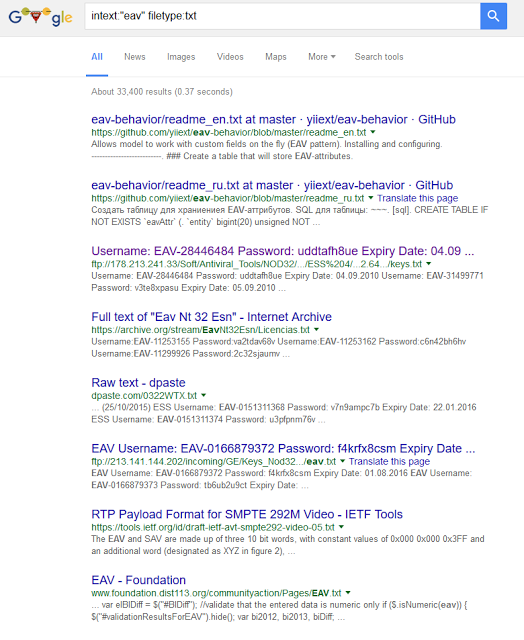 Google
intext:"eav" filetype:txt
All News Images Videos Maps More Search tools
About 33,400 results (0.37 seconds)
eav-behavior/readme_en.txt at master · yiiext/eav-behavior · GitHub
https://github.com/yiiext/eav-behavior/blob/master/readme_en.txt
Allows model to work with custom fields on the fly (EAV pattern). Installing and configuring.
--------------------------. ### Create a table that will store EAV-attributes.
eav-behavior/readme_ru.txt at master · yiiext/eav-behavior · GitHub
https://github.com/yiiext/eav-behavior/blob/master/readme_ru.txt Translate this page
Создать таблицу для храниения EAV-аттрибутов. SQL для таблицы: ~~~. [sql]. CREATE TABLE IF
NOT EXISTS `eavAttr` (. `entity` bigint(20) unsigned NOT ...
Username: EAV-28446484 Password: uddtafh8ue Expiry Date: 04.09 ...
ftp://178.213.241.33/Soft/Antiviral_Tools/NOD32/.../ESS%204/...2.64..../keys.txt
Username: EAV-28446484 Password: uddtafh8ue Expiry Date: 04.09.2010 Username: EAV-31499771
Password: v3te8xpasu Expiry Date: 05.09.2010 ...
Full text of "Eav Nt 32 Esn" - Internet Archive
https://archive.org/stream/EavNt32Esn/Licencias.txt
Username:EAV-11253155 Password:va2tdav68v Username:EAV-11253162 Password:c6n42bh6hv
Username:EAV-11299926 Password:2c32sjaumv ...
Raw text - dpaste
dpaste.com/0322WTX.txt
... (25/10/2015) ESS Username: EAV-0151311368 Password: v7n9ampc7b Expiry Date: 22.01.2016
ESS Username: EAV-0151311374 Password: u3pfpnm76v ...
EAV Username: EAV-0166879372 Password: f4krfx8csm Expiry Date ...
ftp://213.141.144.202/incoming/GE/Keys_Nod32.../eav.txt Translate this page
EAV Username: EAV-0166879372 Password: f4krfx8csm Expiry Date: 01.08.2016 EAV Username:
EAV-0166879373 Password: tb6ub2u9ct Expiry Date: ...
RTP Payload Format for SMPTE 292M Video - IETF Tools
https://tools.ietf.org/id/draft-ietf-avt-smpte292-video-05.txt
The EAV and SAV are made up of three 10 bit words, with constant values of 0x000 0x000 0x3FF and
an additional word (designated as XYZ in figure 2), ...
EAV - Foundation
www.foundation.dist113.org/communityaction/Pages/EAV.txt
... var elBIDiff = $("#BIDiff"); //validate that the entered data is numeric only if ($.isNumeric(eav)) {
$("#validationResultsForEAV").hide(); var bi2012, bi2013, biDiff; ...